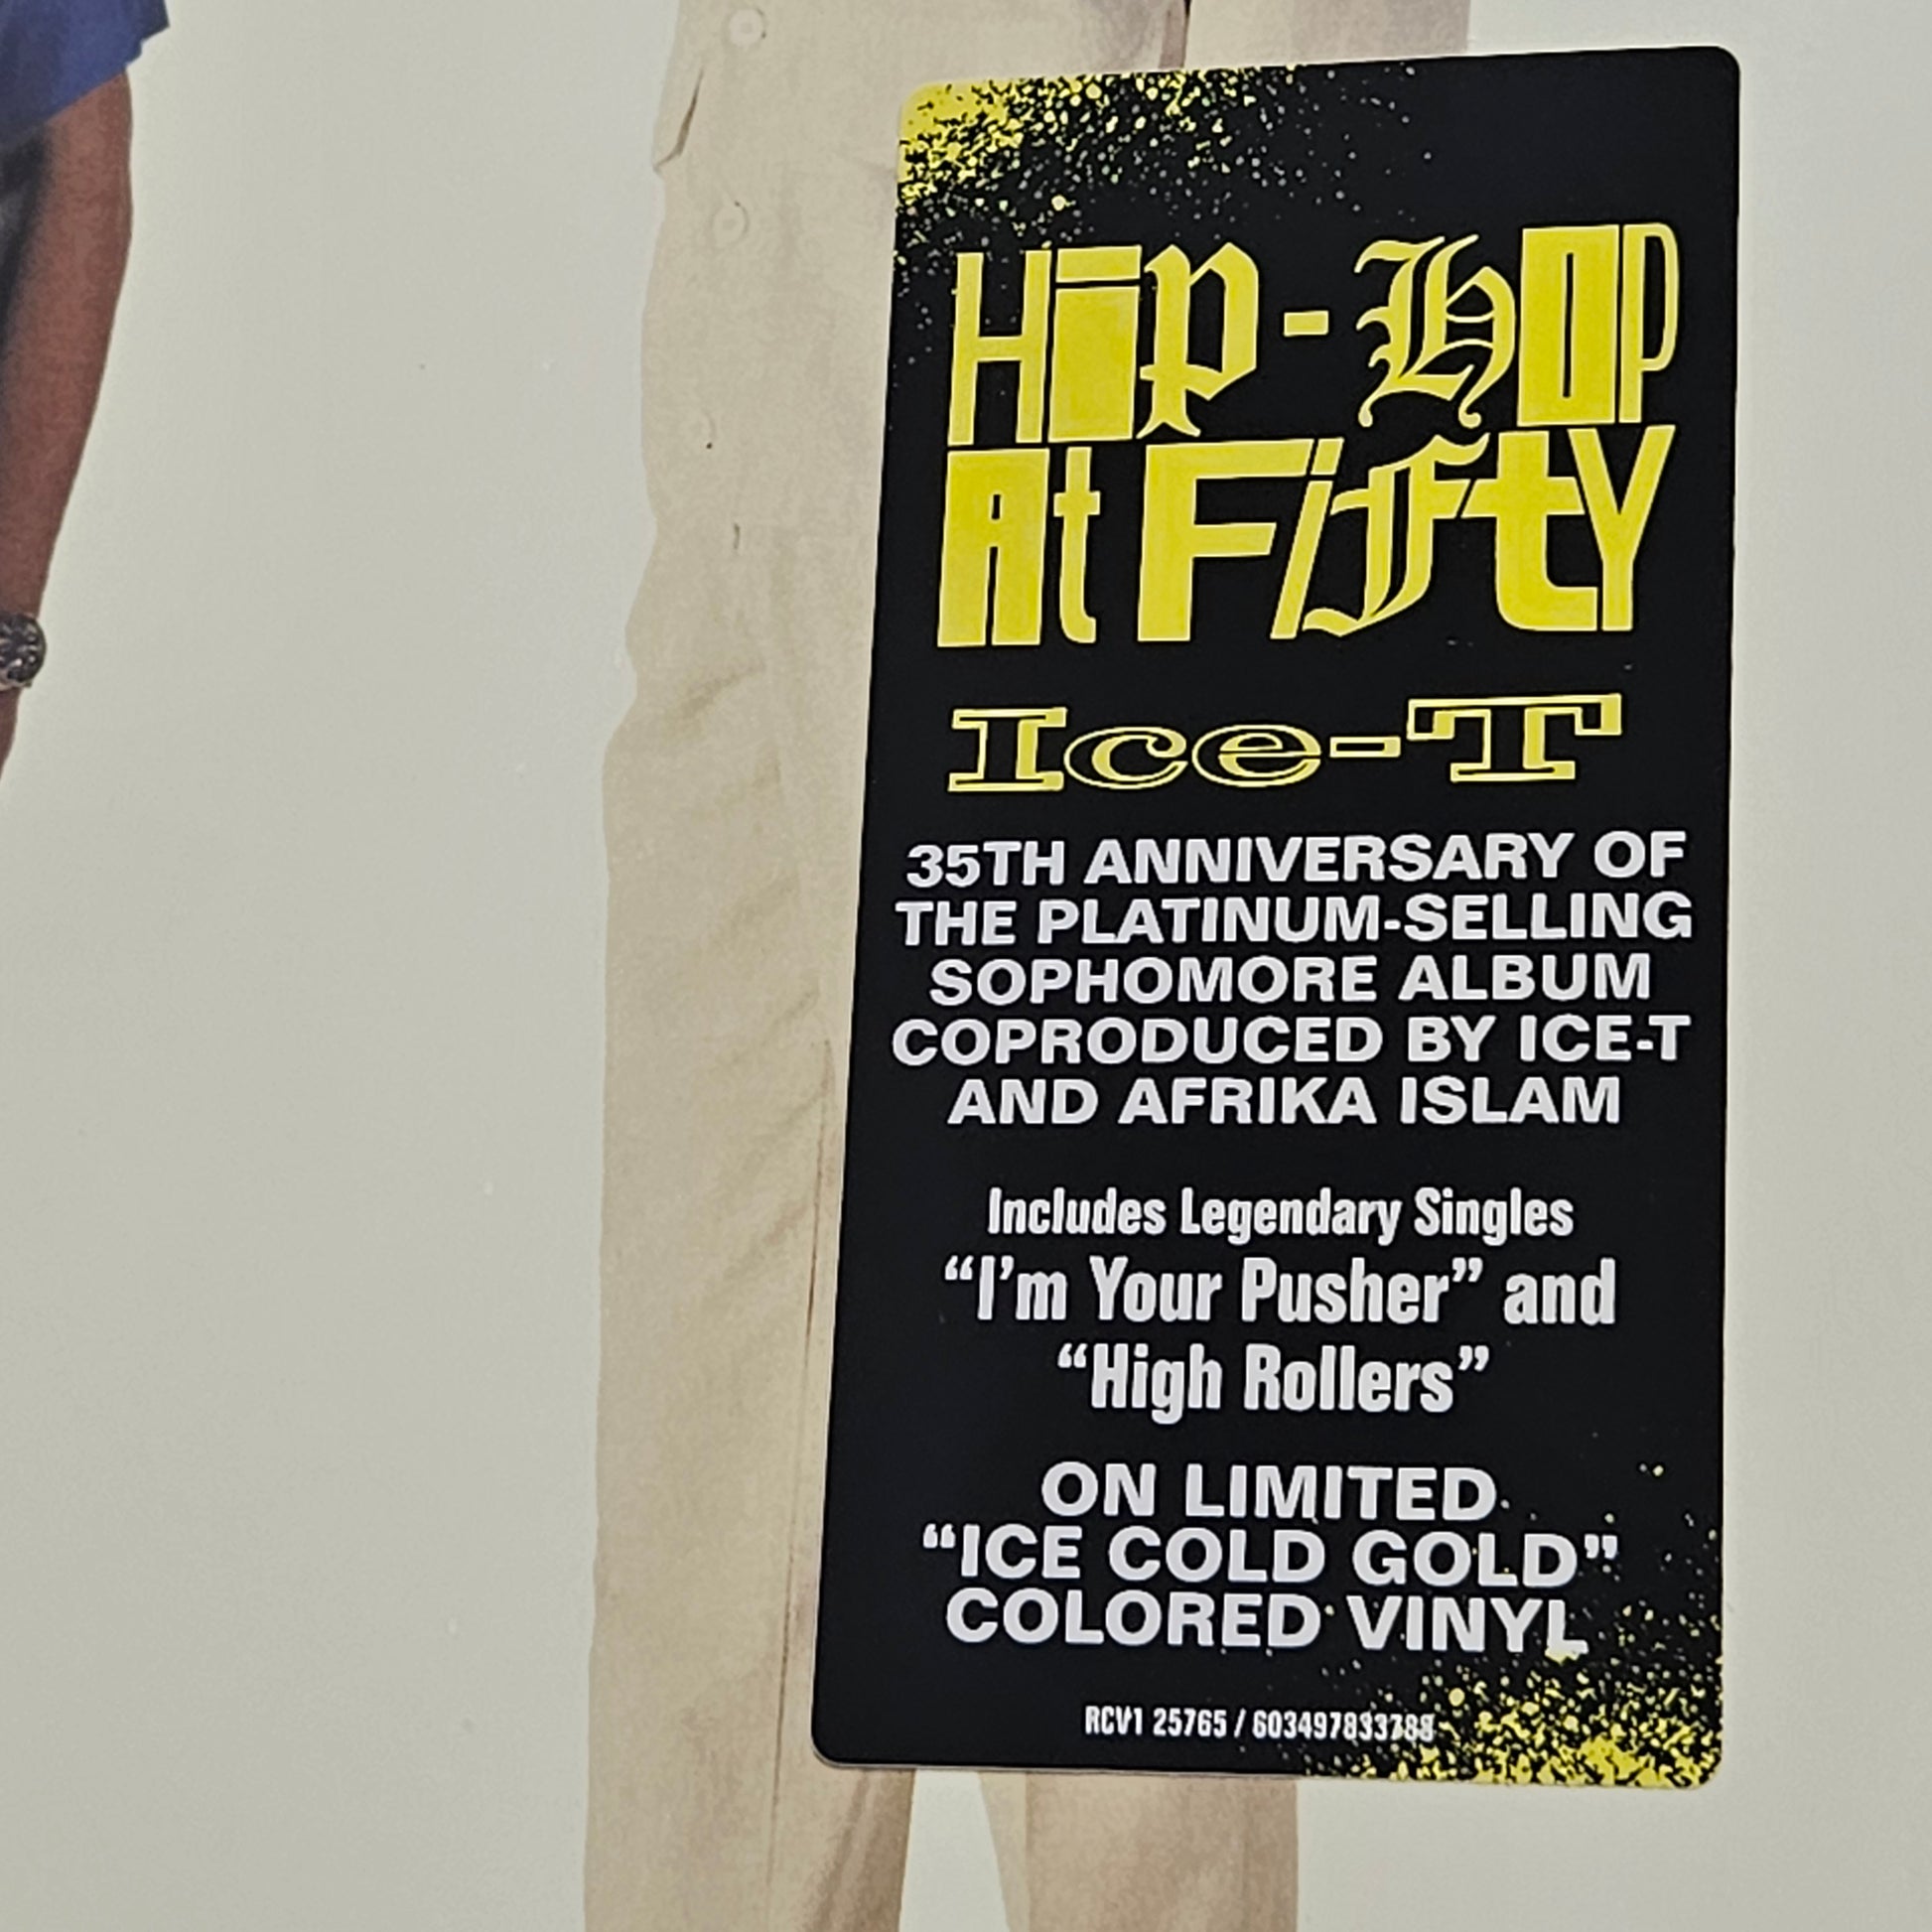 Hip-Hop
At Fifty
Ice-T
35TH ANNIVERSARY OF
THE PLATINUM-SELLING
SOPHOMORE ALBUM
COPRODUCED BY ICE-T
AND AFRIKA ISLAM
Includes Legendary Singles
“I’m Your Pusher” and
“High Rollers”
ON LIMITED
“ICE COLD GOLD”
COLORED VINYL
RCV1 25765 / 603497833788